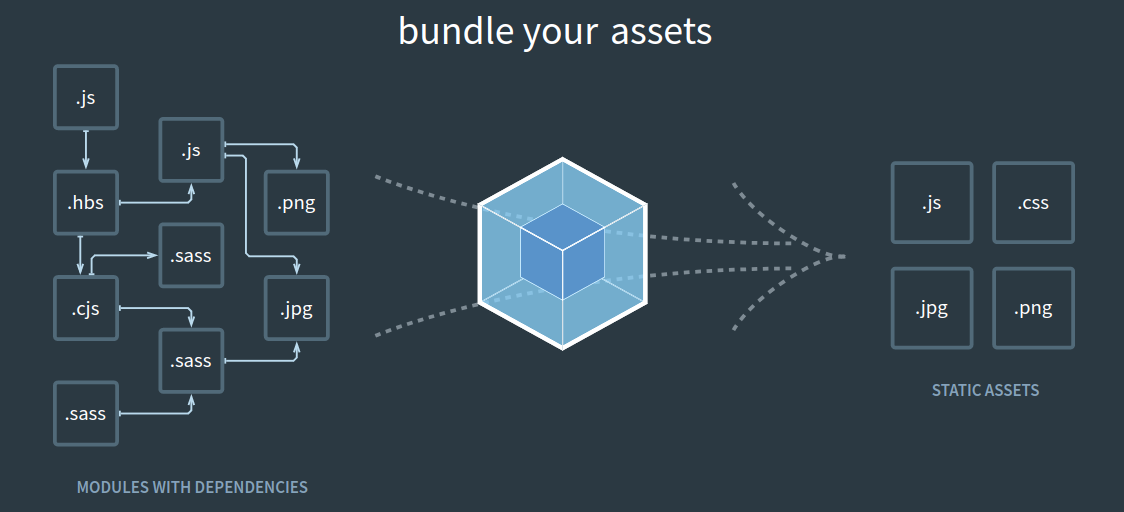 bundle your assets
.js
.js
.hbs
.png
.sass
.cjs
.jpg
.sass
.sass
MODULES WITH DEPENDENCIES
.js
.css
.jpg
.png
STATIC ASSETS